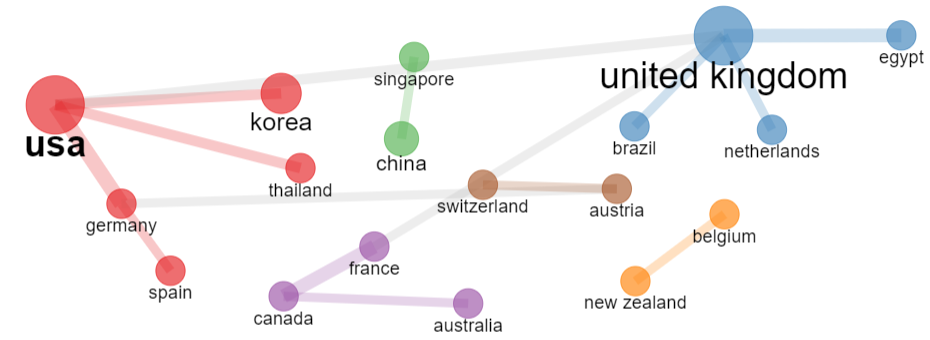 singapore
egypt
united kingdom
korea
usa
china
brazil
netherlands
thailand
switzerland
austria
germany
belgium
france
spain
new zealand
canada
australia